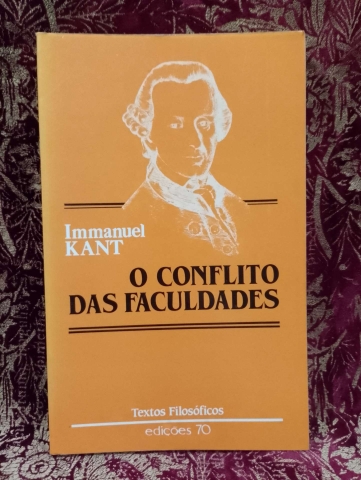 Immanuel
KANT
O CONFLITO
DAS FACULDADES
Textos Filosóficos
edições 70